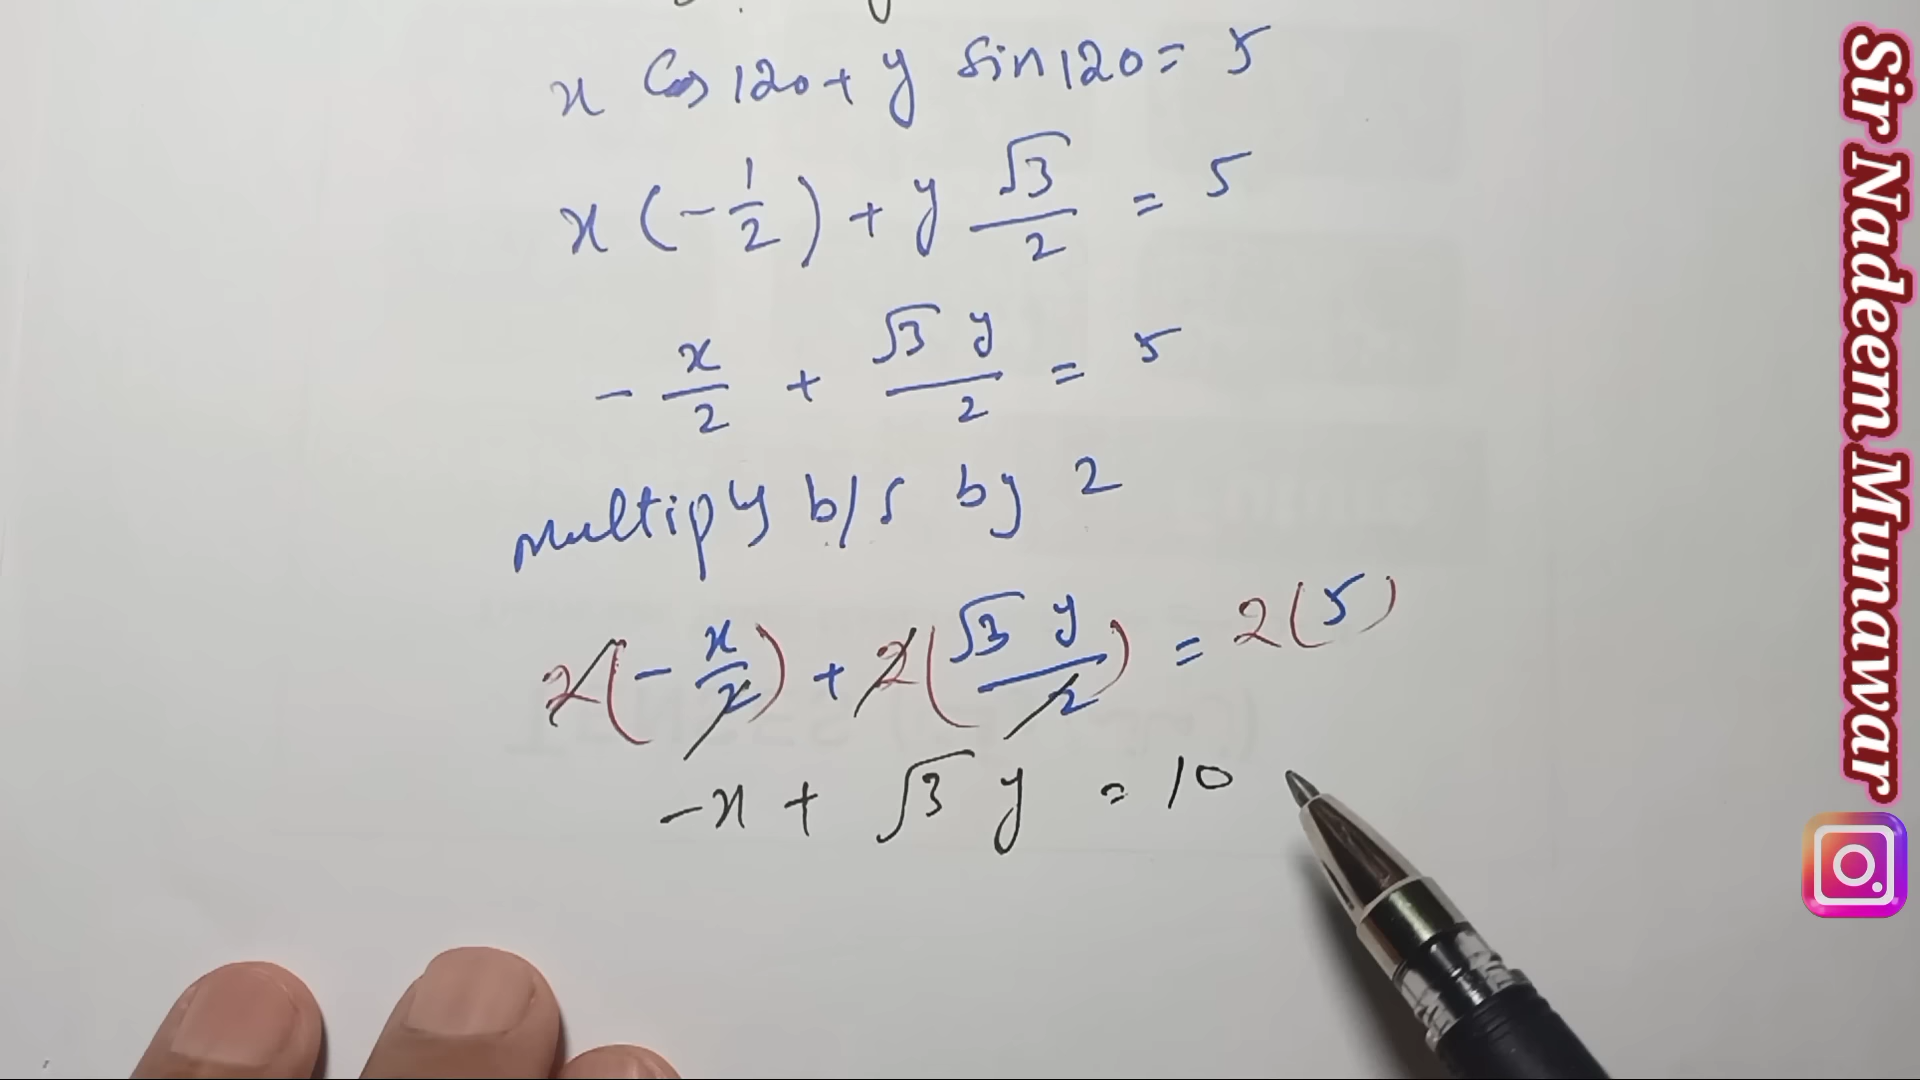 x Cos 120 + y Sin 120 = 5
x (-1/2) + y √3/2 = 5
- x/2 + √3 y/2 = 5
multiply b/s by 2
2(- x/2) + 2(√3 y/2) = 2(5)
-x + √3 y = 10
Sir Nadeem Munawar